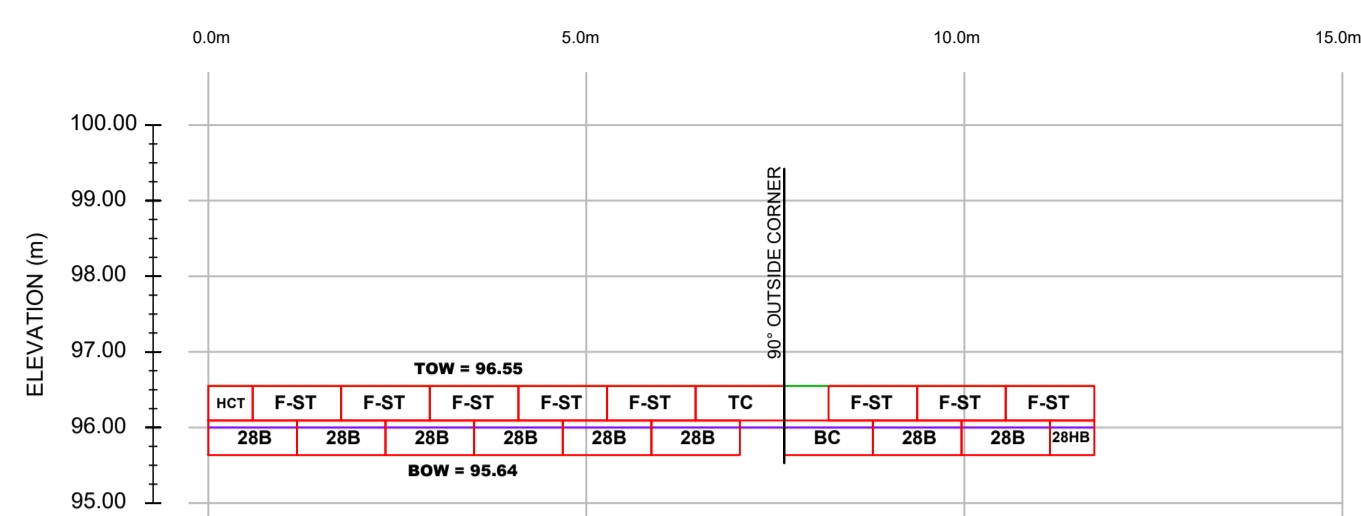 0.0m 5.0m 10.0m 15.0m
100.00
99.00
98.00
97.00
96.00
95.00
ELEVATION (m)
90° OUTSIDE CORNER
TOW = 96.55
HCT F-ST F-ST F-ST F-ST F-ST TC F-ST F-ST F-ST
28B 28B 28B 28B 28B 28B BC 28B 28B 28HB
BOW = 95.64